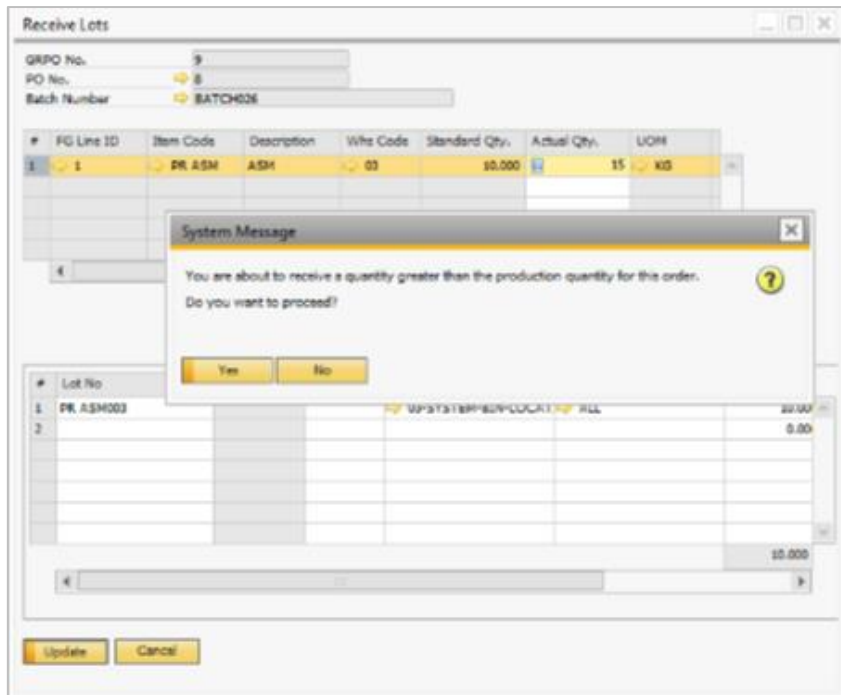 Receive Lots
GRPO No. 9
PO No. 8
Batch Number BATCH026
# FG Line ID Item Code Description Whs Code Standard Qty. Actual Qty. UOM
1 1 PR ASM ASM 03 10.000 15 KG
System Message
You are about to receive a quantity greater than the production quantity for this order.
Do you want to proceed?
Yes No
# Lot No
1 PR ASM003 ALL
2
10.000
Update Cancel